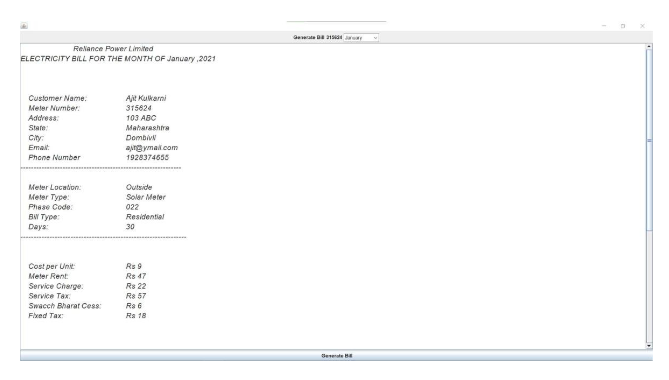 Generate Bill 315624 January
Reliance Power Limited
ELECTRICITY BILL FOR THE MONTH OF January ,2021
Customer Name: Ajit Kulkarni
Meter Number: 315624
Address: 103 ABC
State: Maharashtra
City: Dombivli
Email: ajit@ymail.com
Phone Number 1928374655
---------------------------------------------------------------
Meter Location: Outside
Meter Type: Solar Meter
Phase Code: 022
Bill Type: Residential
Days: 30
-----------------------------------------------------------------
Cost per Unit: Rs 9
Meter Rent: Rs 47
Service Charge: Rs 22
Service Tax: Rs 57
Swacch Bharat Cess: Rs 6
Fixed Tax: Rs 18
Generate Bill